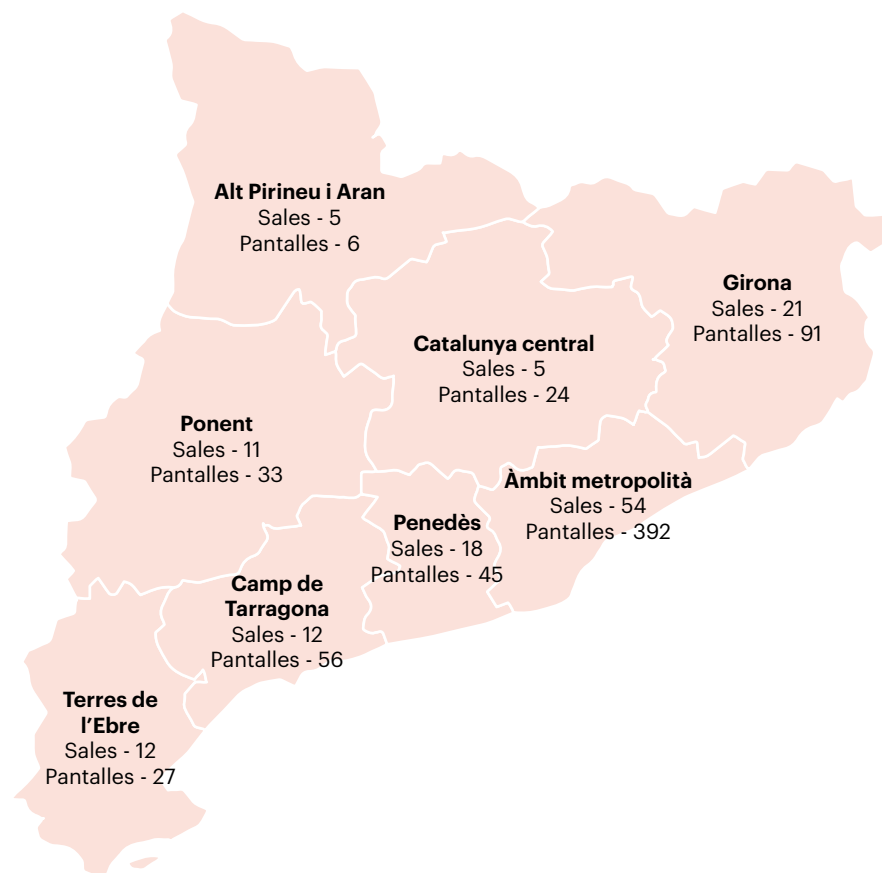 Alt Pirineu i Aran
Sales - 5
Pantalles - 6
Girona
Sales - 21
Pantalles - 91
Catalunya central
Sales - 5
Pantalles - 24
Ponent
Sales - 11
Pantalles - 33
Àmbit metropolità
Sales - 54
Pantalles - 392
Penedès
Sales - 18
Pantalles - 45
Camp de
Tarragona
Sales - 12
Pantalles - 56
Terres de
l’Ebre
Sales - 12
Pantalles - 27